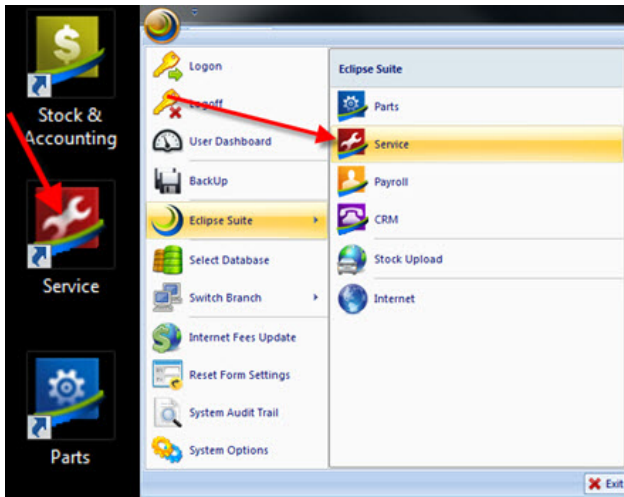 Stock &
Accounting
Service
Parts
Logon
Logoff
User Dashboard
BackUp
Eclipse Suite
Select Database
Switch Branch
Internet Fees Update
Reset Form Settings
System Audit Trail
System Options
Eclipse Suite
Parts
Service
Payroll
CRM
Stock Upload
Internet
Exit